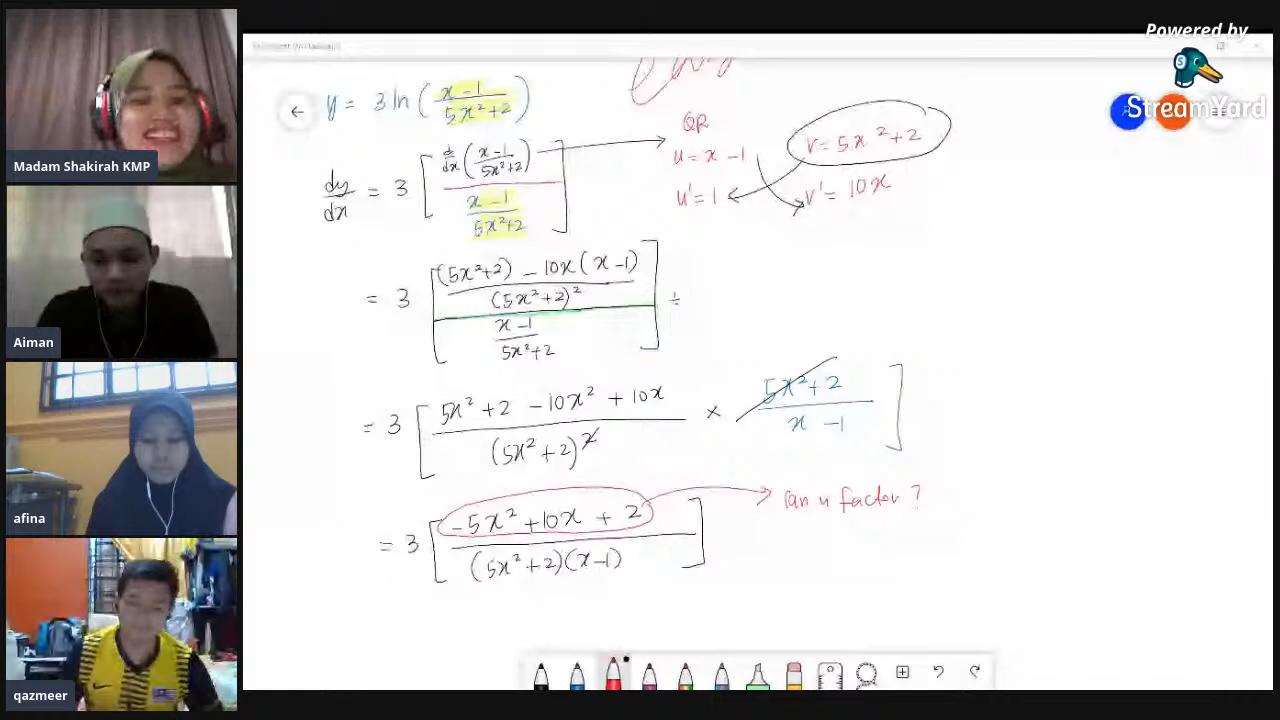 Powered by
StreamYard
Madam Shakirah KMP
Aiman
afina
qazmeer
y = 3 ln ( x - 1 / 5x² + 2 )
dy/dx = 3 [ d/dx ( x - 1 / 5x² + 2 ) / x - 1 / 5x² + 2 ]
QR
u = x - 1
v = 5x² + 2
u' = 1
v' = 10x
= 3 [ (5x² + 2) - 10x (x - 1) / (5x² + 2)² / x - 1 / 5x² + 2 ] ÷
= 3 [ 5x² + 2 - 10x² + 10x / (5x² + 2)² × 5x² + 2 / x - 1 ]
= 3 [ -5x² + 10x + 2 / (5x² + 2)(x - 1) ]
can u factor ?